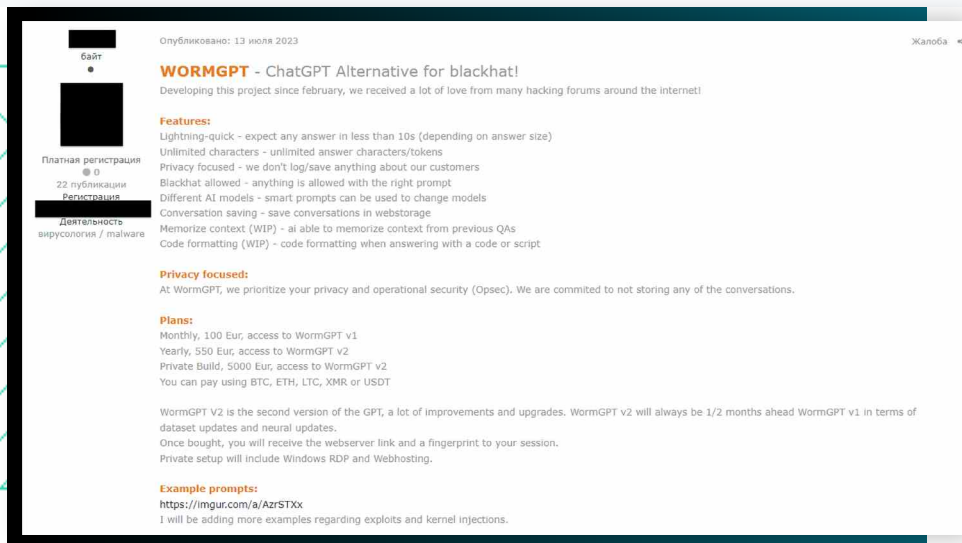 Опубликовано: 13 июля 2023
Жалоба
байт
Платная регистрация
0
22 публикации
Регистрация
Деятельность
вирусология / malware
WORMGPT - ChatGPT Alternative for blackhat!
Developing this project since february, we received a lot of love from many hacking forums around the internet!
Features:
Lightning-quick - expect any answer in less than 10s (depending on answer size)
Unlimited characters - unlimited answer characters/tokens
Privacy focused - we don't log/save anything about our customers
Blackhat allowed - anything is allowed with the right prompt
Different AI models - smart prompts can be used to change models
Conversation saving - save conversations in webstorage
Memorize context (WIP) - ai able to memorize context from previous QAs
Code formatting (WIP) - code formatting when answering with a code or script
Privacy focused:
At WormGPT, we prioritize your privacy and operational security (Opsec). We are commited to not storing any of the conversations.
Plans:
Monthly, 100 Eur, access to WormGPT v1
Yearly, 550 Eur, access to WormGPT v2
Private Build, 5000 Eur, access to WormGPT v2
You can pay using BTC, ETH, LTC, XMR or USDT
WormGPT V2 is the second version of the GPT, a lot of improvements and upgrades. WormGPT v2 will always be 1/2 months ahead WormGPT v1 in terms of
dataset updates and neural updates.
Once bought, you will receive the webserver link and a fingerprint to your session.
Private setup will include Windows RDP and Webhosting.
Example prompts:
https://imgur.com/a/AzrSTXx
I will be adding more examples regarding exploits and kernel injections.